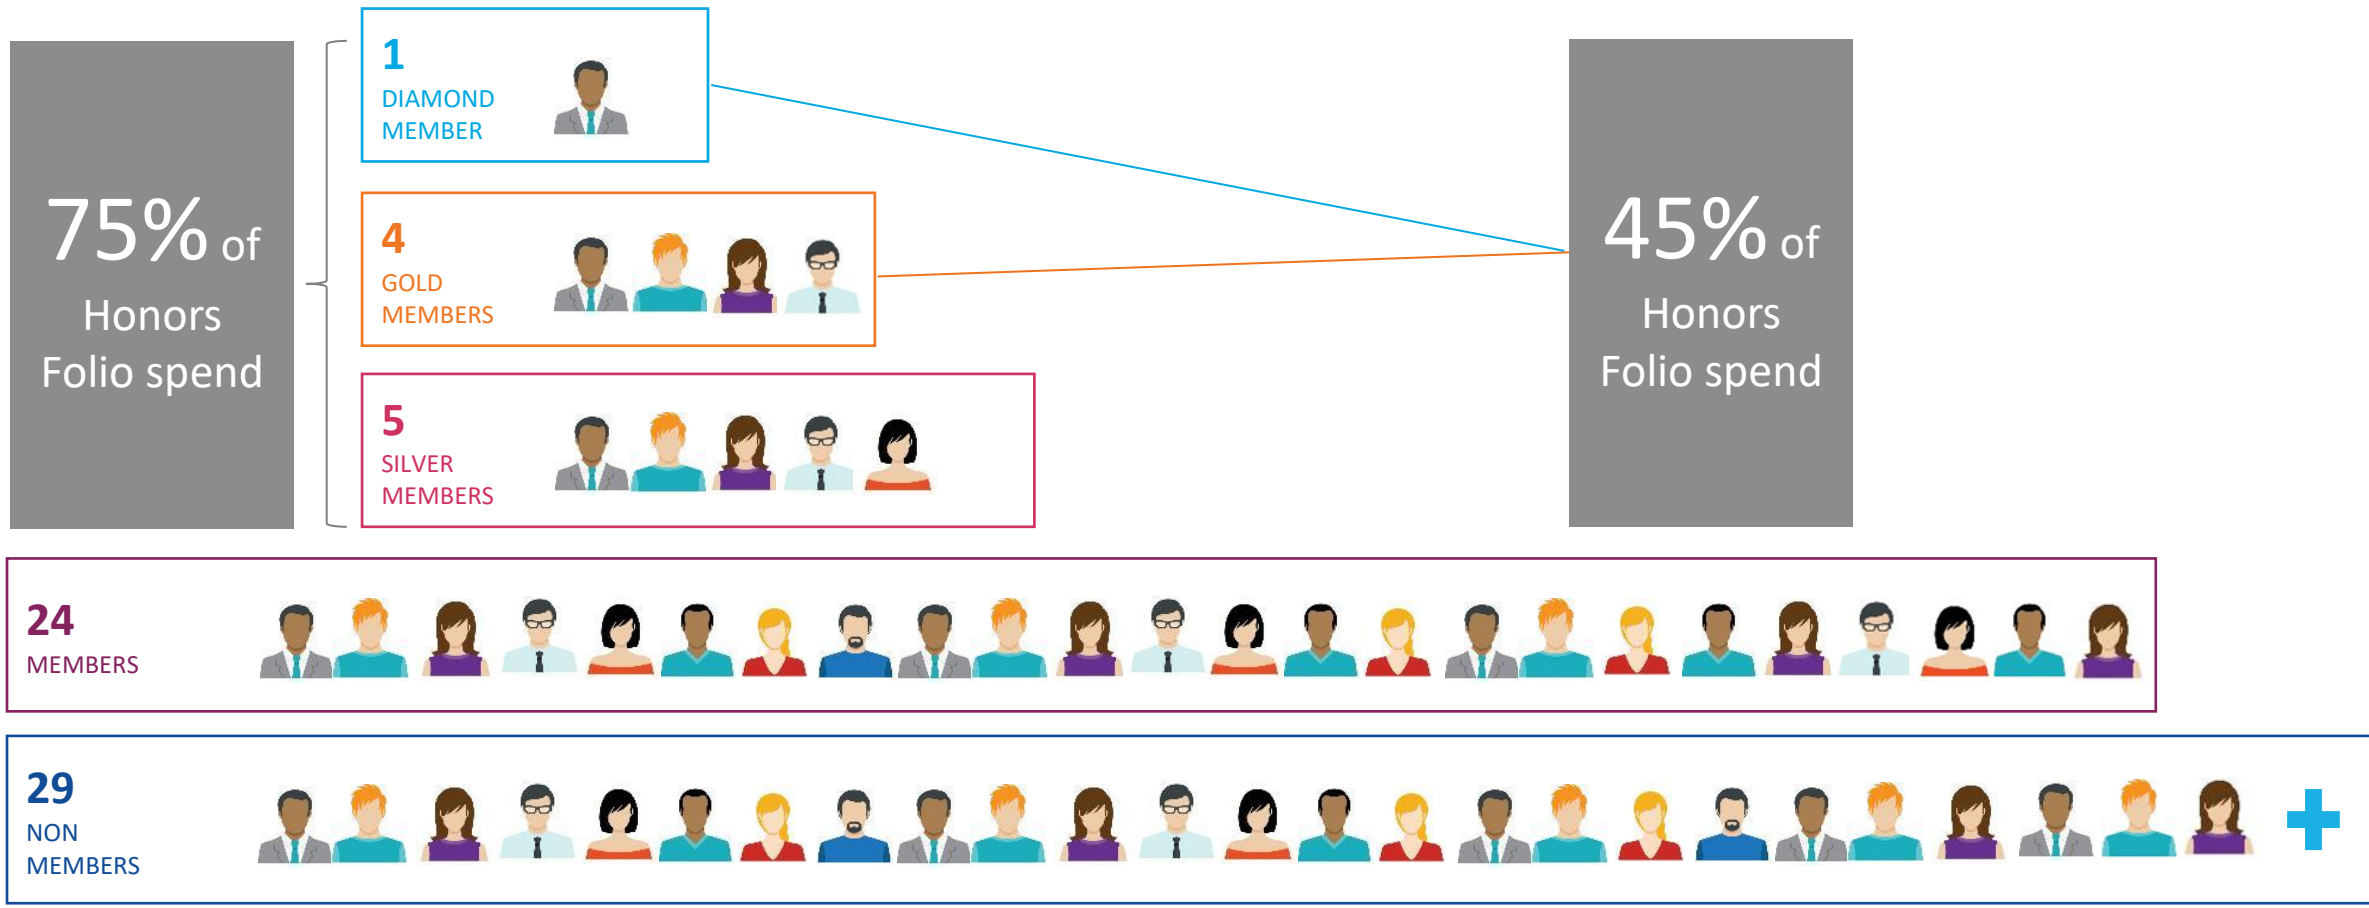 75% of
Honors
Folio spend
1
DIAMOND
MEMBER
4
GOLD
MEMBERS
5
SILVER
MEMBERS
45% of
Honors
Folio spend
24
MEMBERS
29
NON
MEMBERS